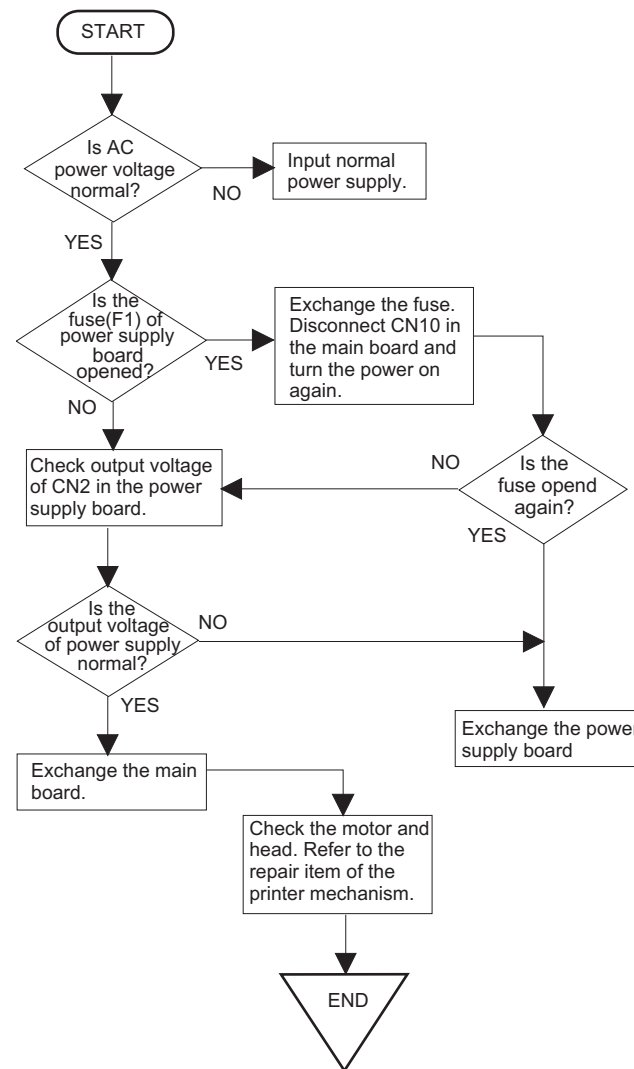 START
Is AC
power voltage
normal?
NO
Input normal
power supply.
YES
Is the
fuse(F1) of
power supply
board
opened?
YES
Exchange the fuse.
Disconnect CN10 in
the main board and
turn the power on
again.
NO
Check output voltage
of CN2 in the power
supply board.
NO
Is the
fuse opend
again?
YES
Is the
output voltage
of power supply
normal?
NO
YES
Exchange the power
supply board
Exchange the main
board.
Check the motor and
head. Refer to the
repair item of the
printer mechanism.
END